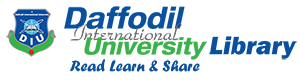 Daffodil
International
University Library
Read Learn & Share
DIU